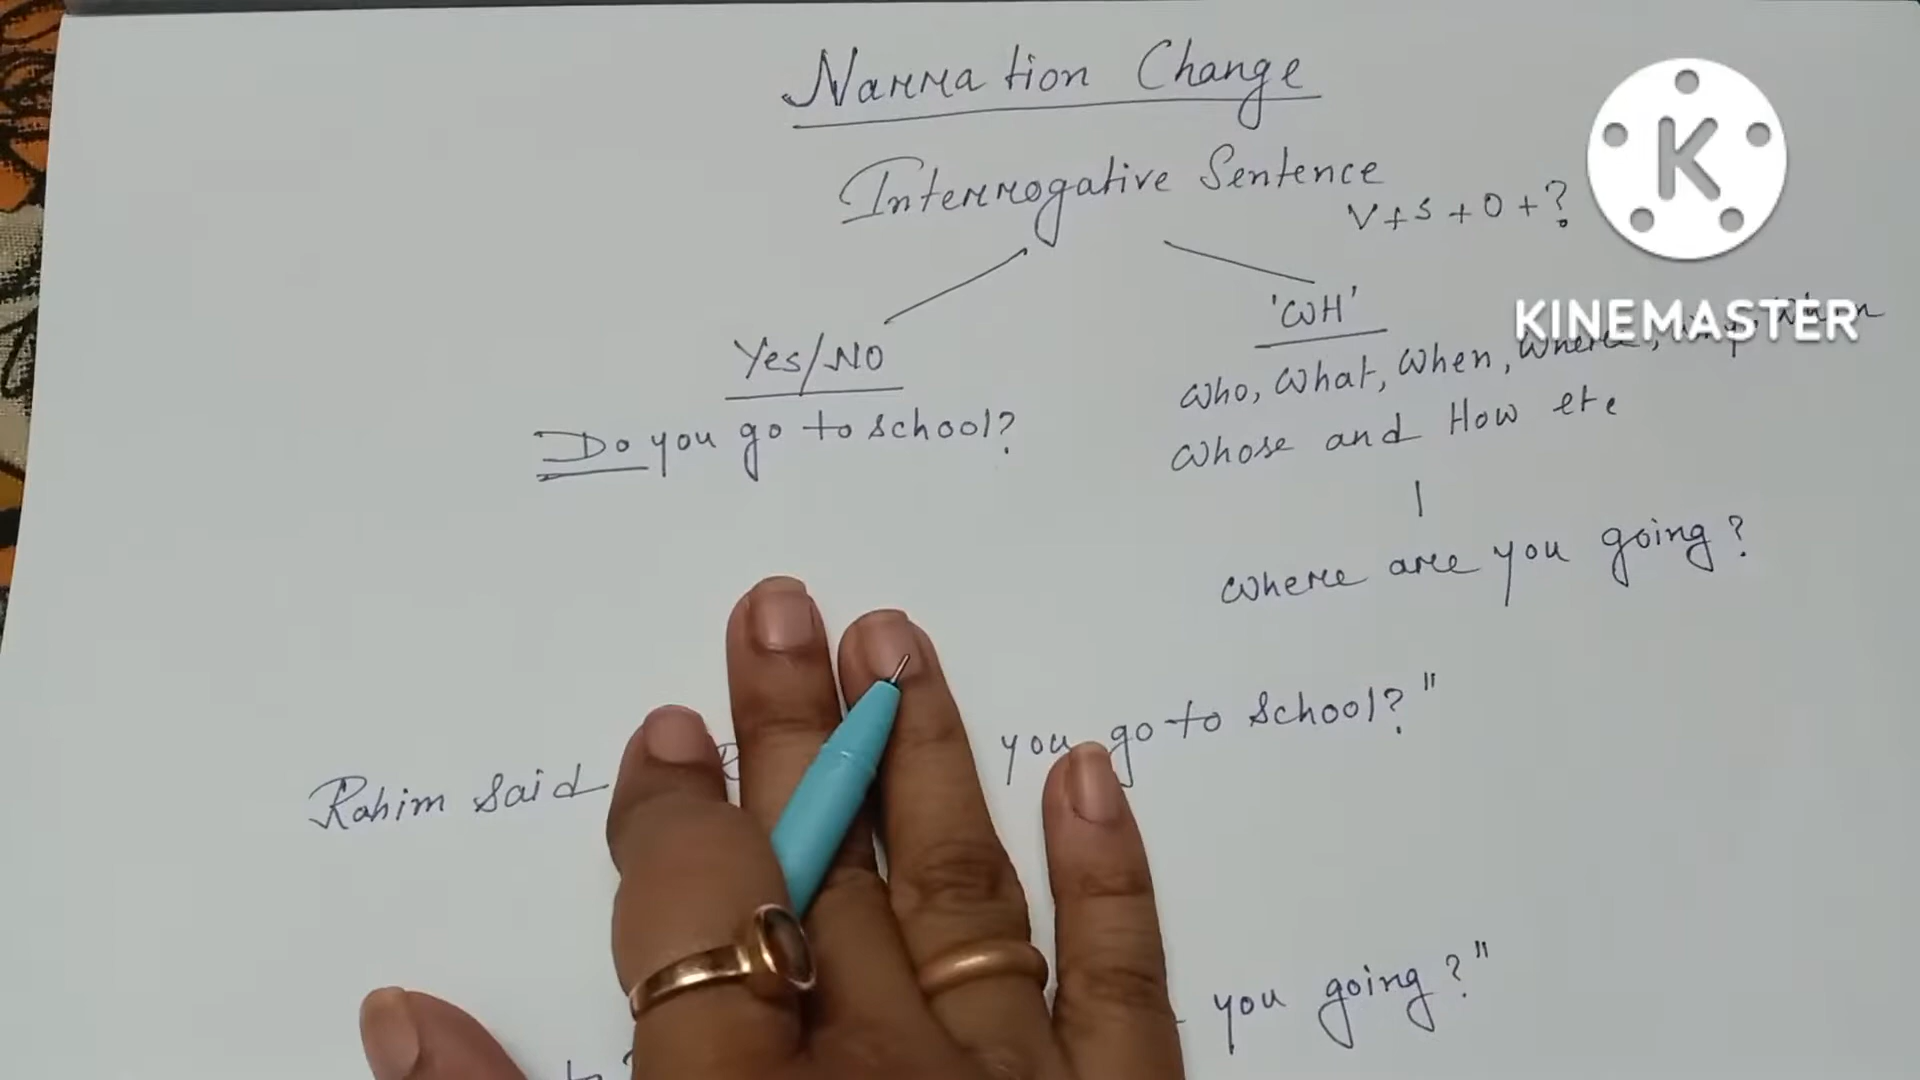 Narration Change
Interrogative Sentence
V+S+O+?
Yes/No
Do you go to school?
'WH'
Who, What, When, Where,
Whose and How etc
Where are you going?
Rahim said
you go to school?"
you going?"
KINEMASTER